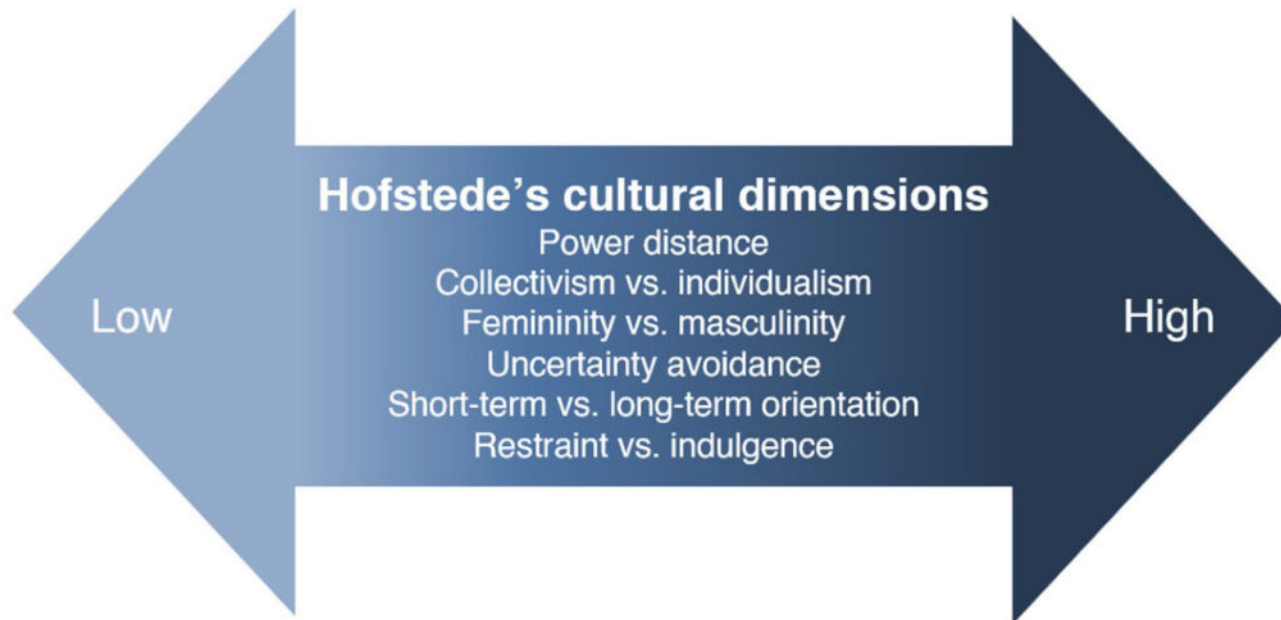 Hofstede’s cultural dimensions
Power distance
Collectivism vs. individualism
Low
Femininity vs. masculinity
High
Uncertainty avoidance
Short-term vs. long-term orientation
Restraint vs. indulgence